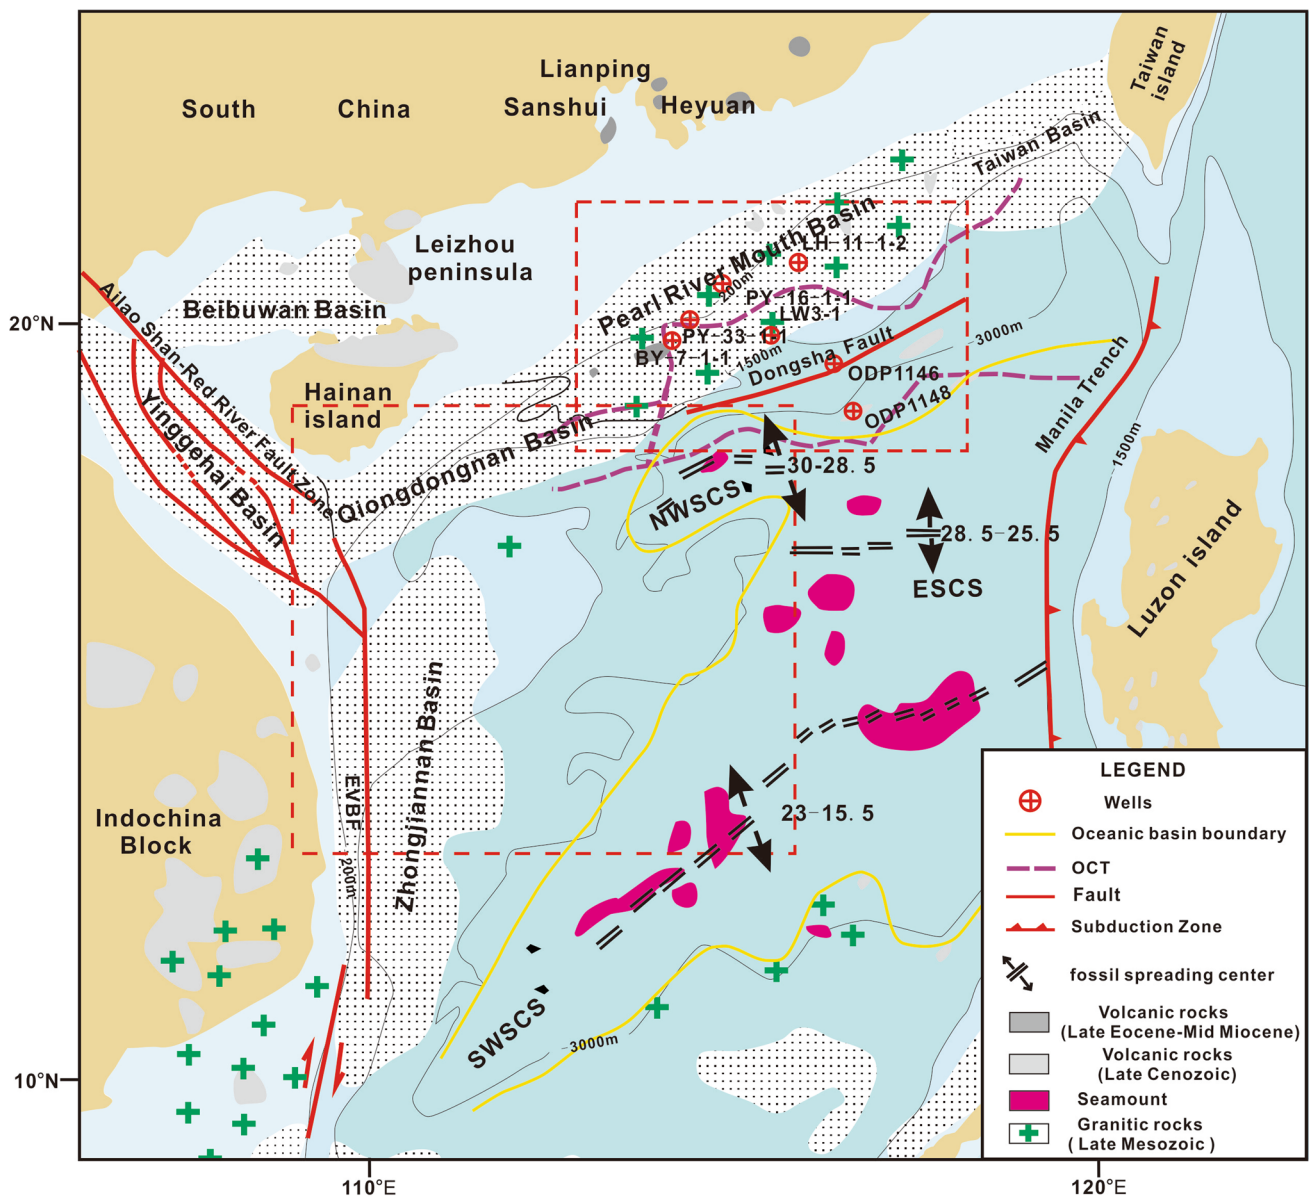 Taiwan
island
Lianping
South China Sanshui Heyuan
Taiwan Basin
Leizhou
peninsula
Pearl River Mouth Basin
LH-11-1-2
200m
PY-16-1-1
Beibuwan Basin
Ailao Shan-Red River Fault Zone
20°N
LW3-1
PY-33-1-1
BY-7-1-1
1500m
Dongsha Fault
3000m
ODP1146
ODP1148
Manila Trench
1500m
Hainan
island
Yinggehai Basin
Qiongdongnan Basin
30-28.5
NWSCS
28.5-25.5
ESCS
Luzon island
Zhongjiannan Basin
EVBF
200m
Indochina
Block
23-15.5
SWSCS
3000m
10°N
110°E
120°E
LEGEND
Wells
Oceanic basin boundary
OCT
Fault
Subduction Zone
fossil spreading center
Volcanic rocks
(Late Eocene-Mid Miocene)
Volcanic rocks
(Late Cenozoic)
Seamount
Granitic rocks
(Late Mesozoic)